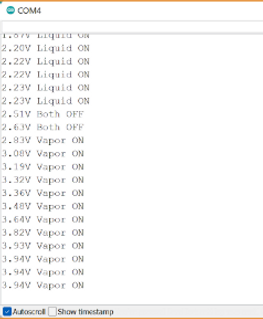 COM4
1.87V Liquid ON
2.20V Liquid ON
2.22V Liquid ON
2.22V Liquid ON
2.23V Liquid ON
2.23V Liquid ON
2.51V Both OFF
2.63V Both OFF
2.83V Vapor ON
3.08V Vapor ON
3.19V Vapor ON
3.32V Vapor ON
3.36V Vapor ON
3.48V Vapor ON
3.64V Vapor ON
3.82V Vapor ON
3.93V Vapor ON
3.94V Vapor ON
3.94V Vapor ON
3.94V Vapor ON
Autoscroll Show timestamp